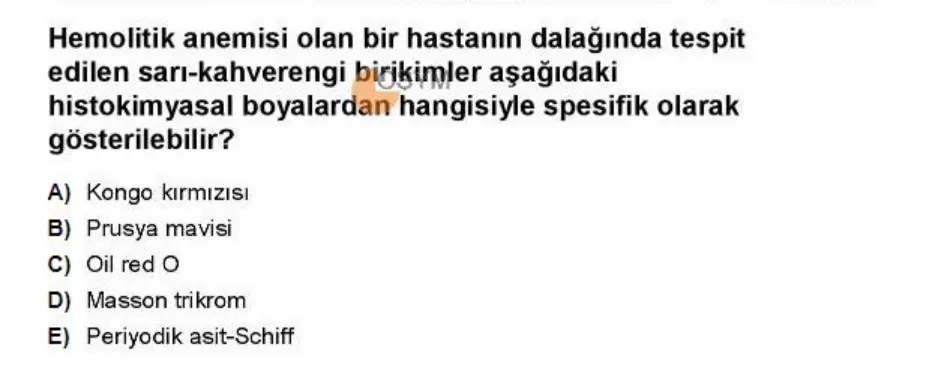 Hemolitik anemisi olan bir hastanın dalağında tespit
edilen sarı-kahverengi birikimler aşağıdaki
histokimyasal boyalardan hangisiyle spesifik olarak
gösterilebilir?
A) Kongo kırmızısı
B) Prusya mavisi
C) Oil red O
D) Masson trikrom
E) Periyodik asit-Schiff